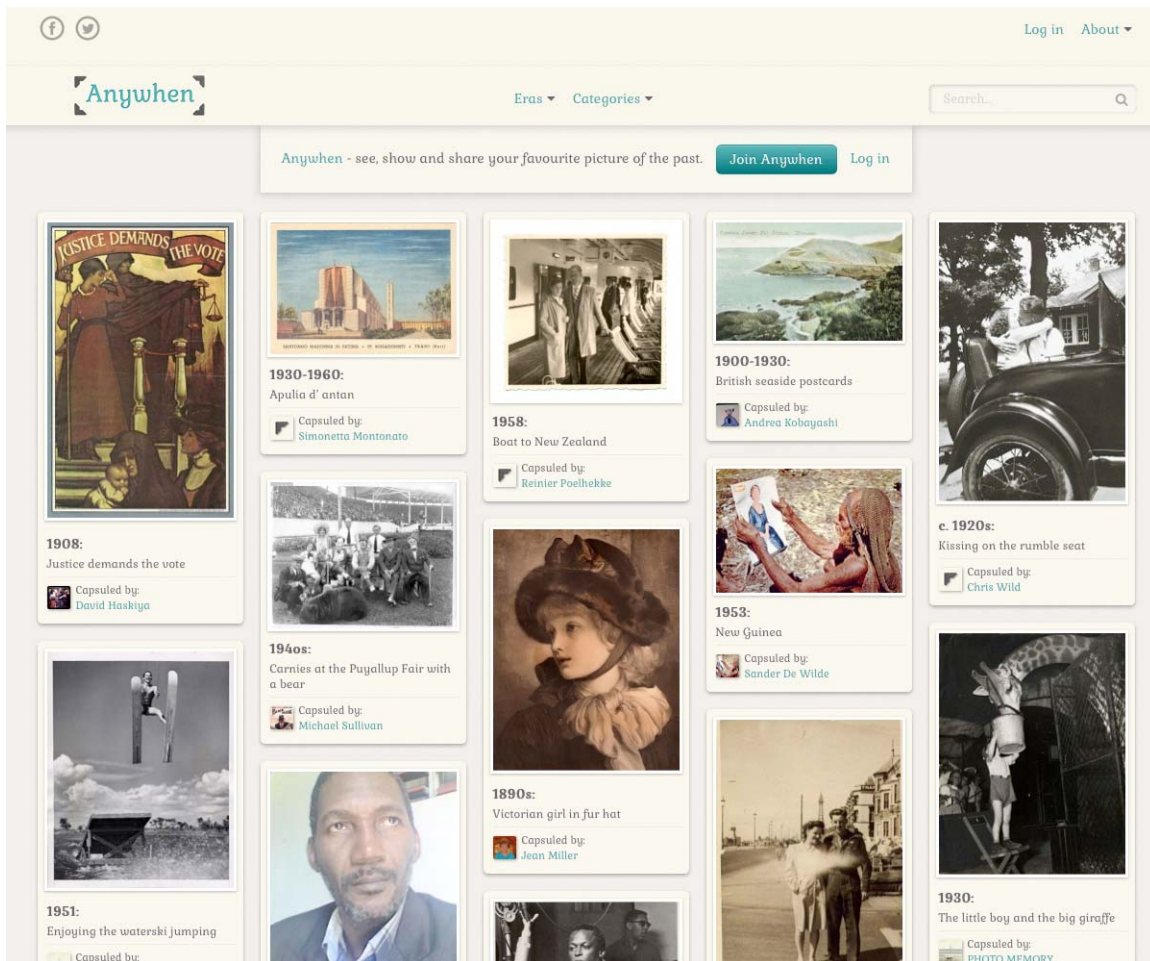 Log in About
Anywhen
Eras Categories
Search...
Anywhen - see, show and share your favourite picture of the past. Join Anywhen Log in
JUSTICE DEMANDS THE VOTE
1908:
Justice demands the vote
Capsuled by:
David Haskiya
1951:
Enjoying the waterski jumping
Capsuled by:
1930-1960:
Apulia d' antan
Capsuled by:
Simonetta Montonato
194os:
Carnies at the Puyallup Fair with
a bear
Capsuled by:
Michael Sullivan
1958:
Boat to New Zealand
Capsuled by:
Reinier Poelhekke
1890s:
Victorian girl in fur hat
Capsuled by:
Jean Miller
1900-1930:
British seaside postcards
Capsuled by:
Andrea Kobayashi
1953:
New Guinea
Capsuled by:
Sander De Wilde
c. 1920s:
Kissing on the rumble seat
Capsuled by:
Chris Wild
1930:
The little boy and the big giraffe
Capsuled by:
PHOTO MEMORY